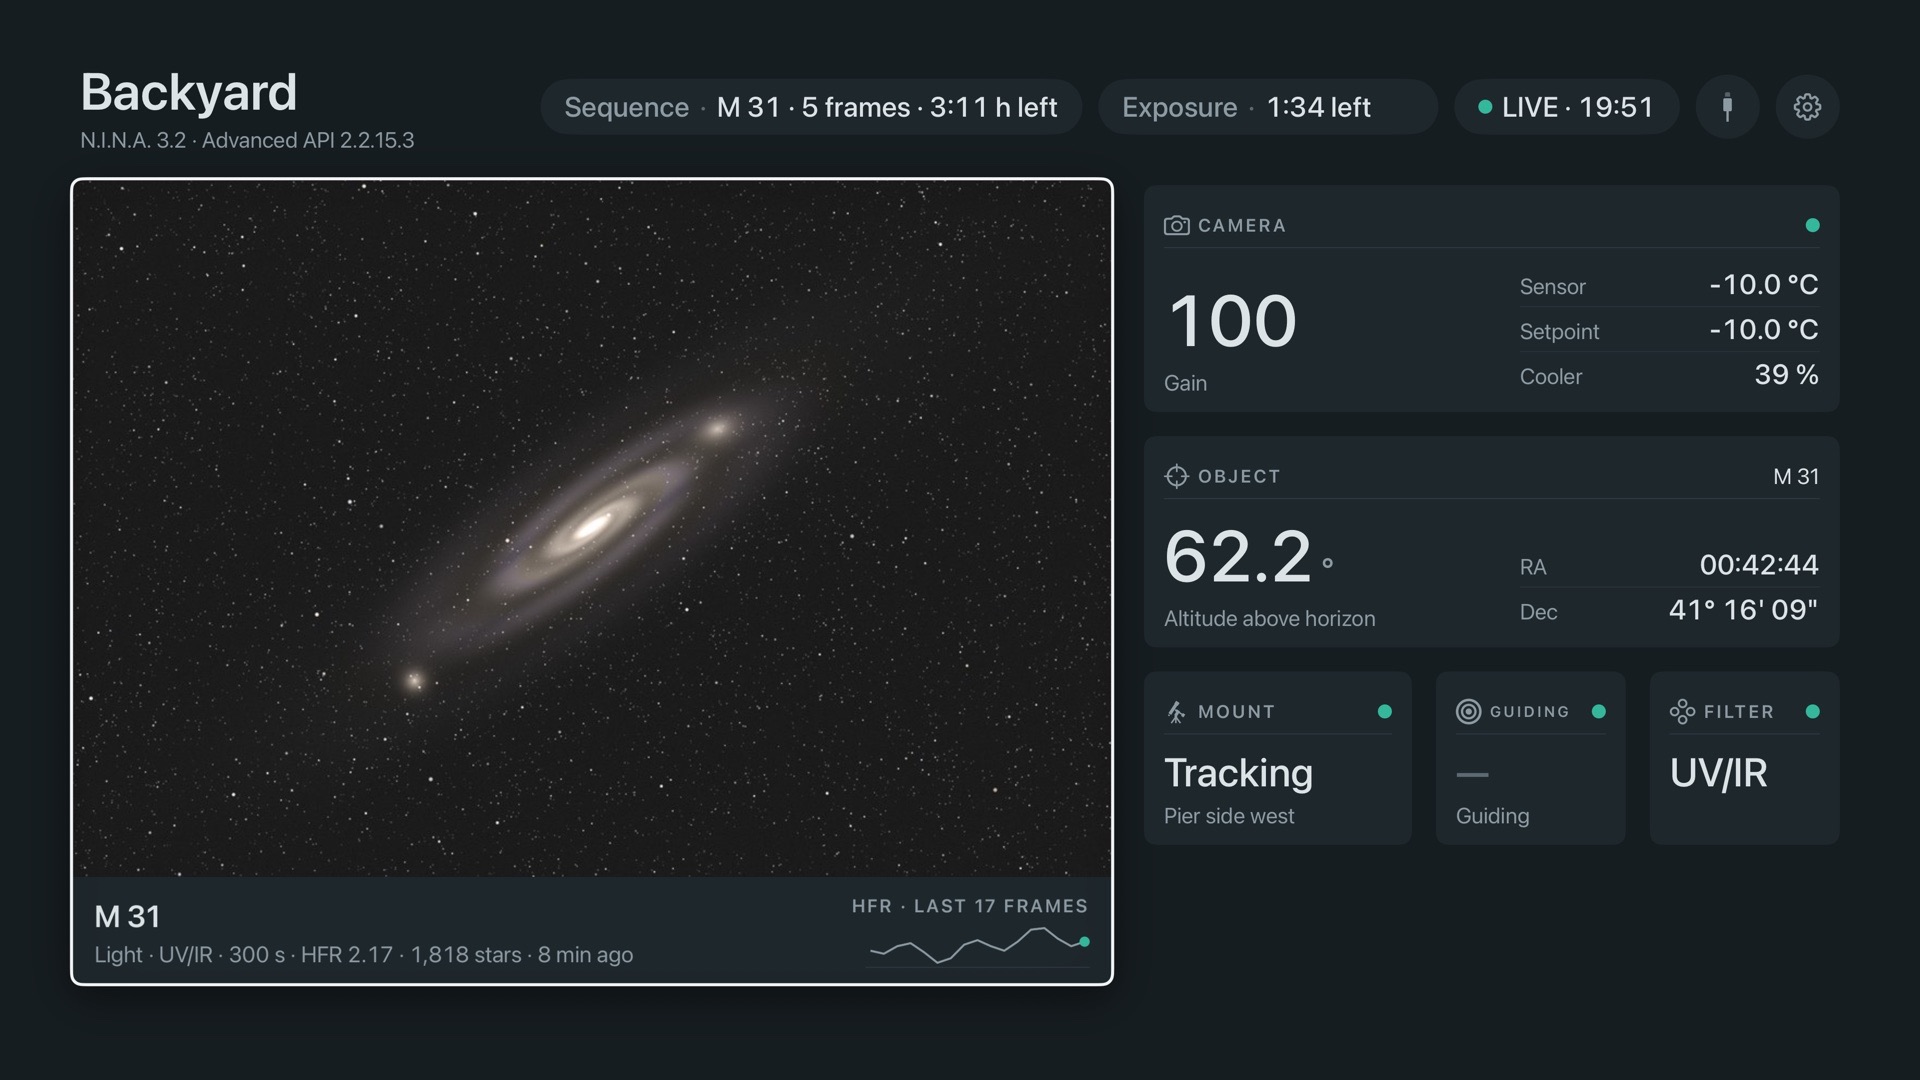 Backyard
N.I.N.A. 3.2 · Advanced API 2.2.15.3
Sequence · M 31 · 5 frames · 3:11 h left
Exposure · 1:34 left
LIVE · 19:51
CAMERA
100
Gain
Sensor -10.0 °C
Setpoint -10.0 °C
Cooler 39 %
OBJECT M 31
62.2 °
Altitude above horizon
RA 00:42:44
Dec 41° 16' 09"
MOUNT
Tracking
Pier side west
GUIDING
—
Guiding
FILTER
UV/IR
M 31
Light · UV/IR · 300 s · HFR 2.17 · 1,818 stars · 8 min ago
HFR · LAST 17 FRAMES